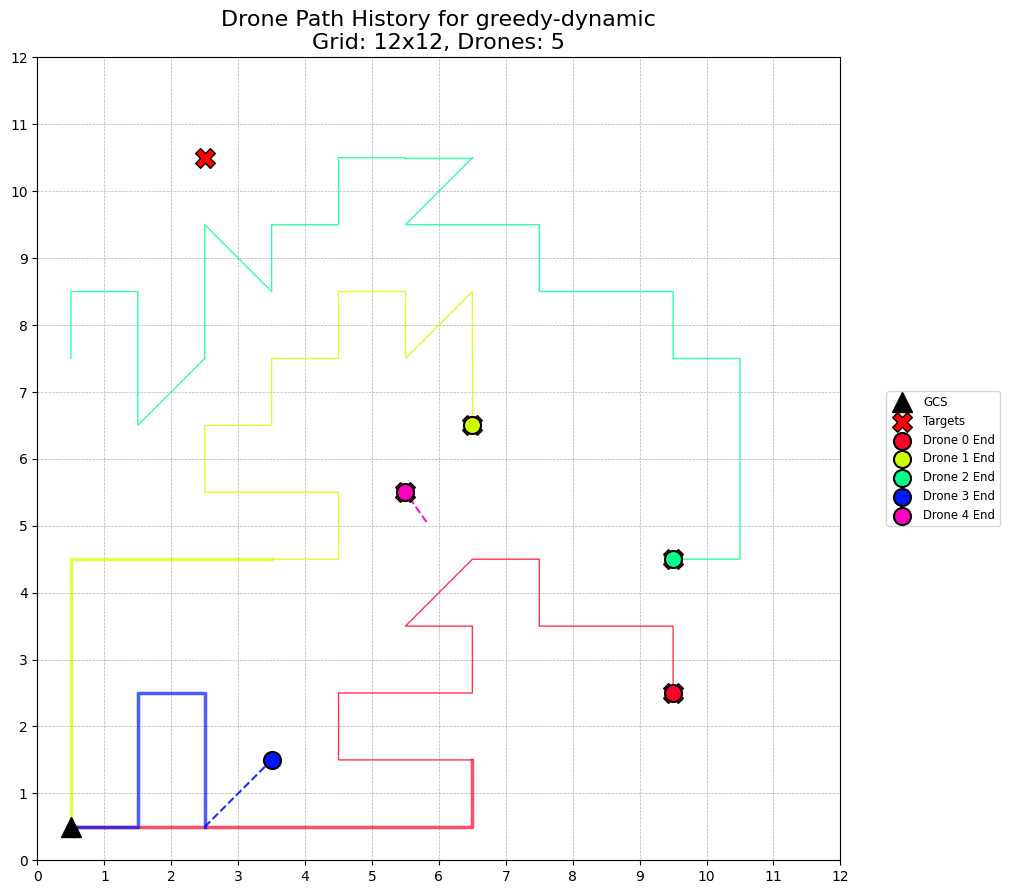 Drone Path History for greedy-dynamic
Grid: 12x12, Drones: 5
12
11
10
9
8
7
6
5
4
3
2
1
0
0 1 2 3 4 5 6 7 8 9 10 11 12
GCS
Targets
Drone 0 End
Drone 1 End
Drone 2 End
Drone 3 End
Drone 4 End